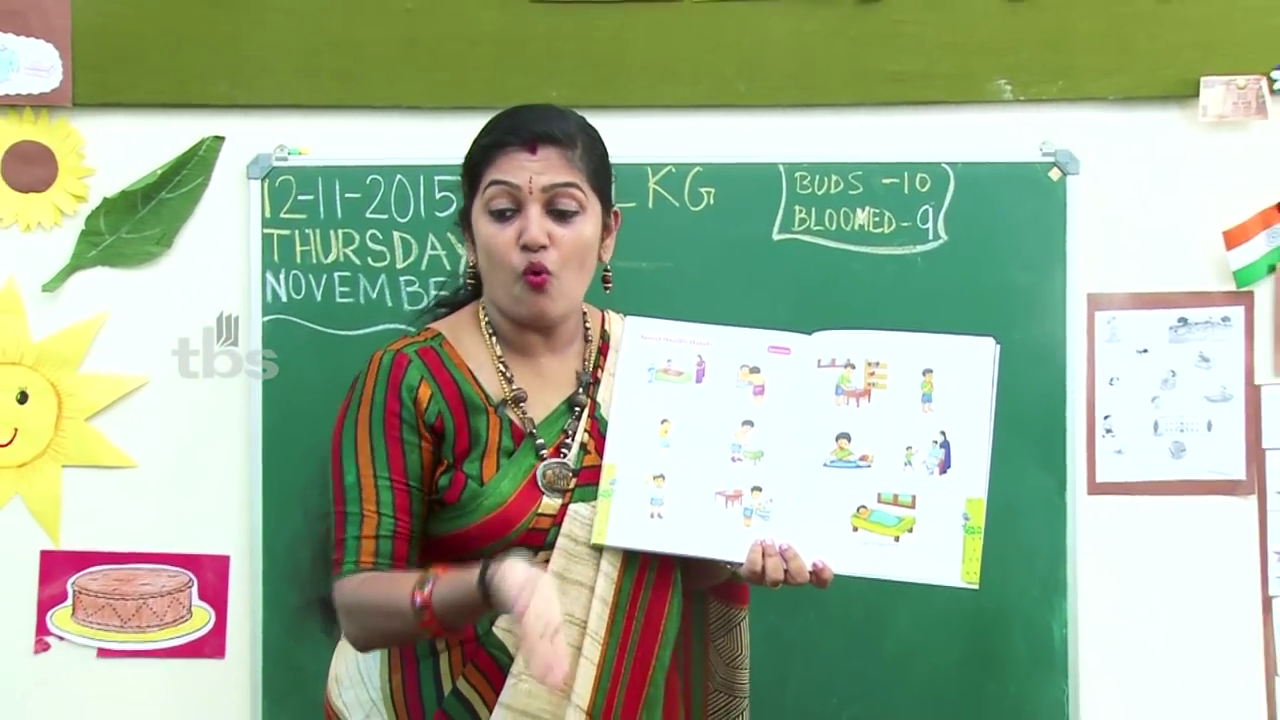 12-11-2015
THURSDAY
NOVEMBE
LKG
BUDS - 10
BLOOMED - 9
tbs